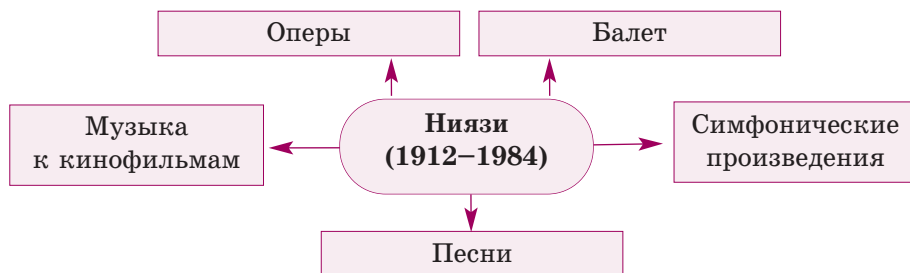 Оперы
Балет
Музыка
к кинофильмам
Ниязи
(1912–1984)
Симфонические
произведения
Песни